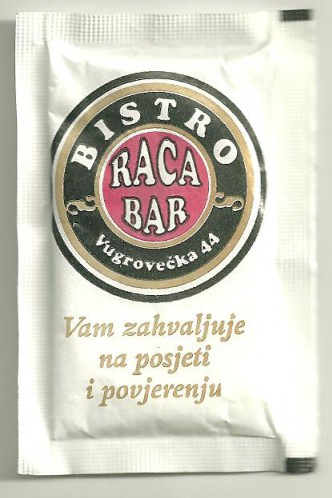 BISTRO
RACA
BAR
Vugrovečka 44
Vam zahvaljuje
na posjeti
i povjerenju